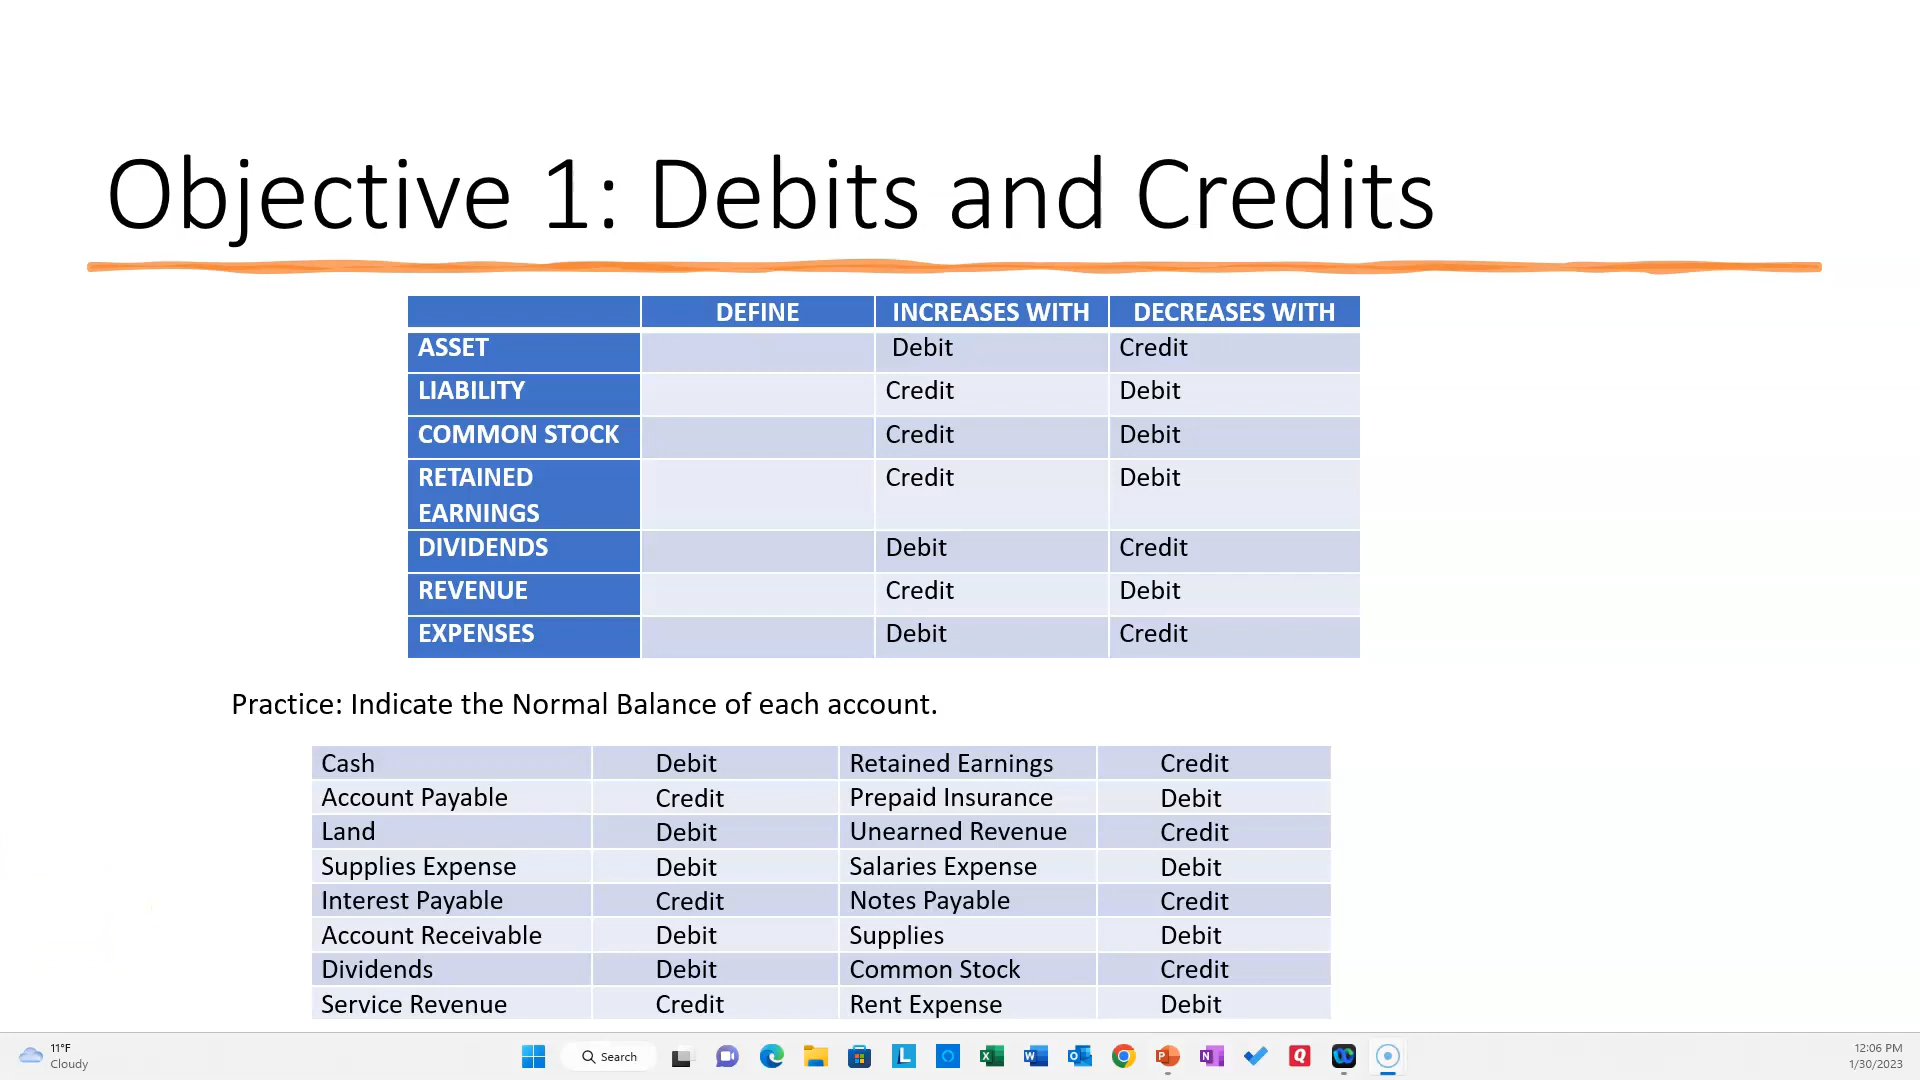 Objective 1: Debits and Credits
DEFINE INCREASES WITH DECREASES WITH
ASSET Debit Credit
LIABILITY Credit Debit
COMMON STOCK Credit Debit
RETAINED EARNINGS Credit Debit
DIVIDENDS Debit Credit
REVENUE Credit Debit
EXPENSES Debit Credit
Practice: Indicate the Normal Balance of each account.
Cash Debit Retained Earnings Credit
Account Payable Credit Prepaid Insurance Debit
Land Debit Unearned Revenue Credit
Supplies Expense Debit Salaries Expense Debit
Interest Payable Credit Notes Payable Credit
Account Receivable Debit Supplies Debit
Dividends Debit Common Stock Credit
Service Revenue Credit Rent Expense Debit
11°F
Cloudy
Search
12:06 PM
1/30/2023